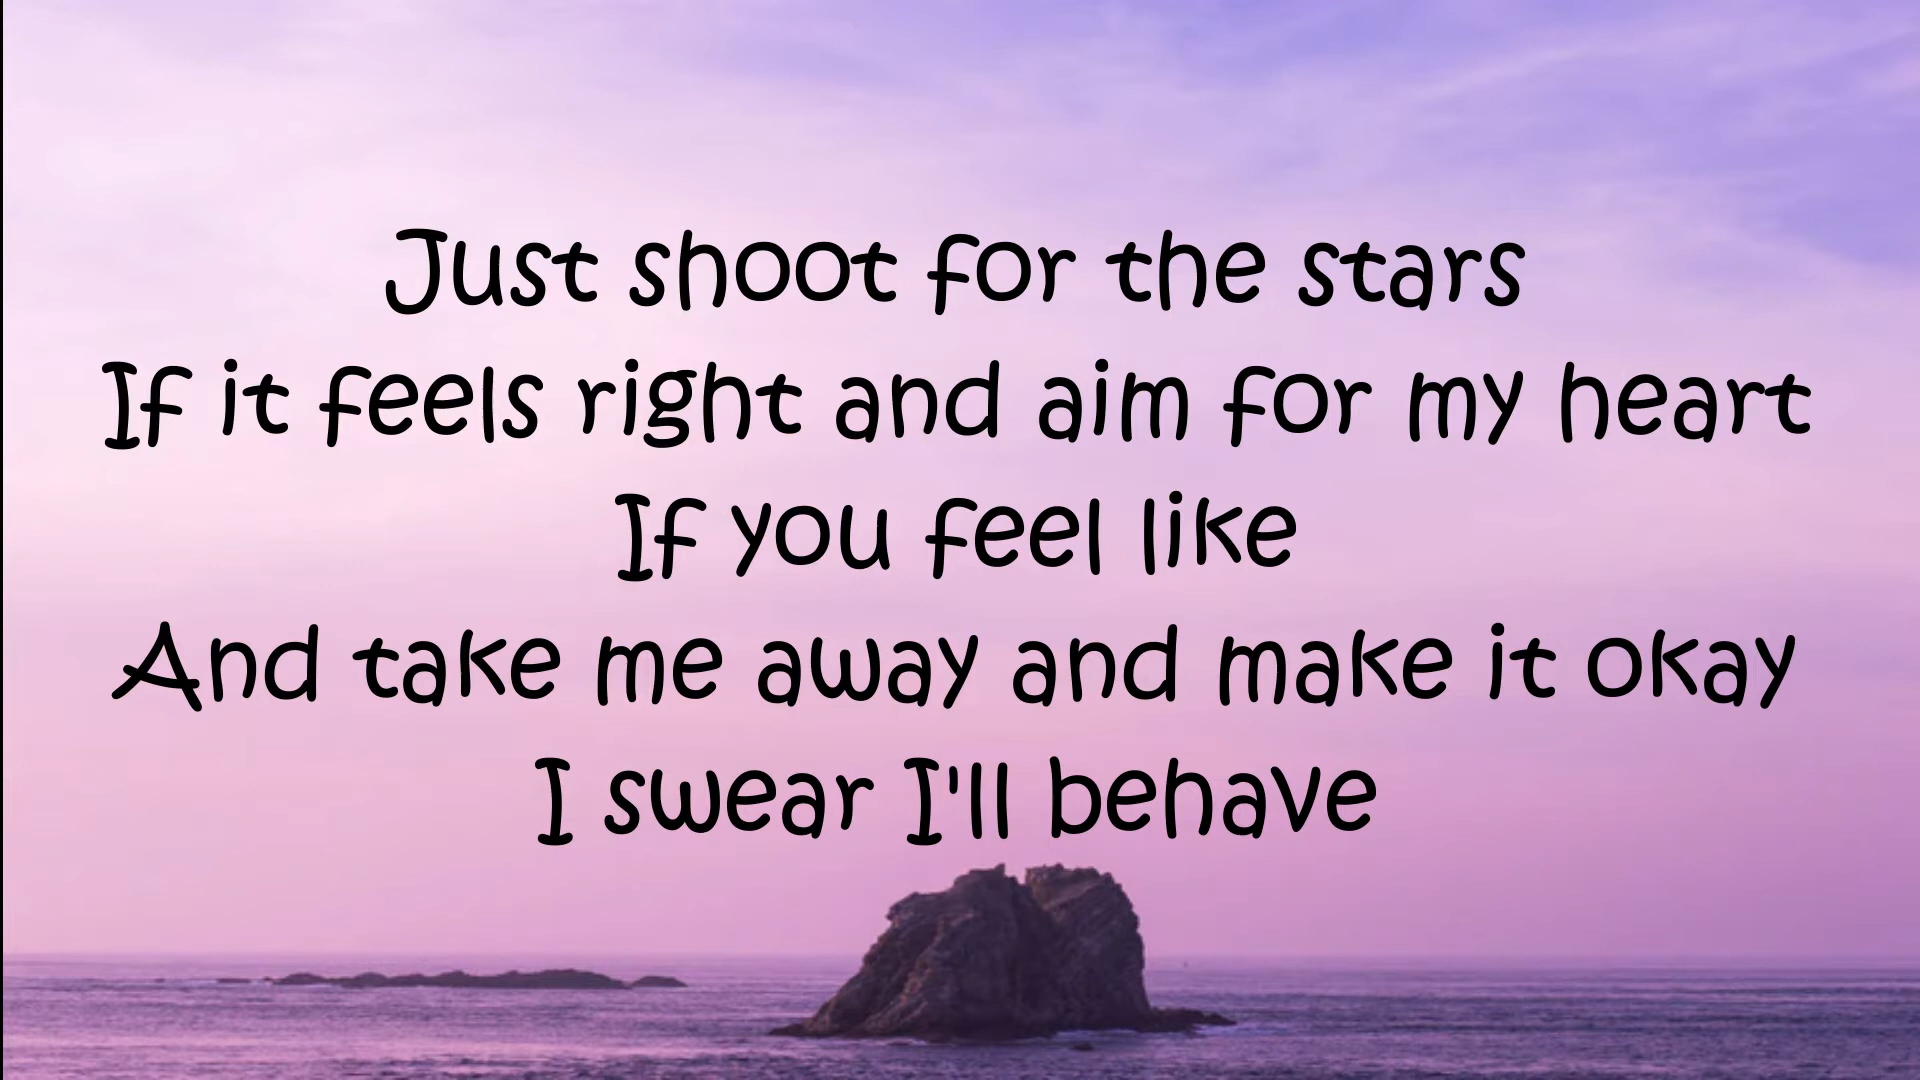 Just shoot for the stars
If it feels right and aim for my heart
If you feel like
And take me away and make it okay
I swear I'll behave